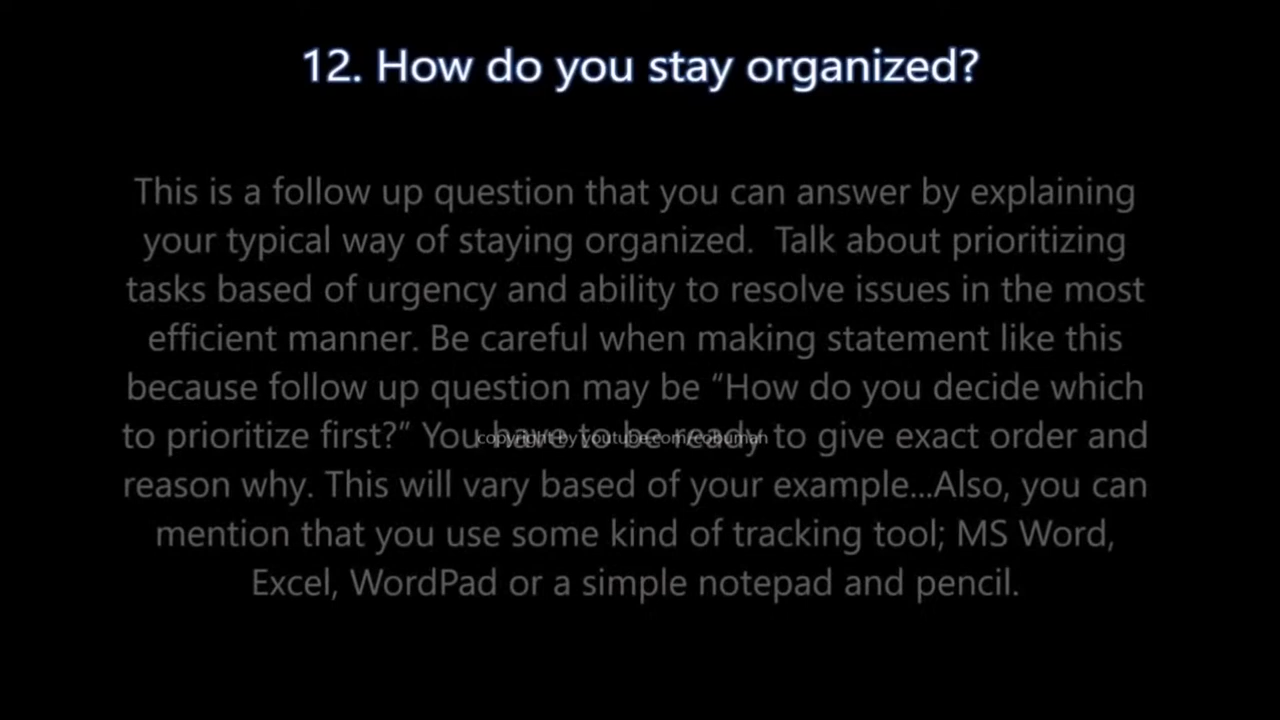 12. How do you stay organized?
This is a follow up question that you can answer by explaining
your typical way of staying organized.  Talk about prioritizing
tasks based of urgency and ability to resolve issues in the most
efficient manner. Be careful when making statement like this
because follow up question may be “How do you decide which
to prioritize first?” You have to be ready to give exact order and
copyright by youtube.com/cobuman
reason why. This will vary based of your example...Also, you can
mention that you use some kind of tracking tool; MS Word,
Excel, WordPad or a simple notepad and pencil.